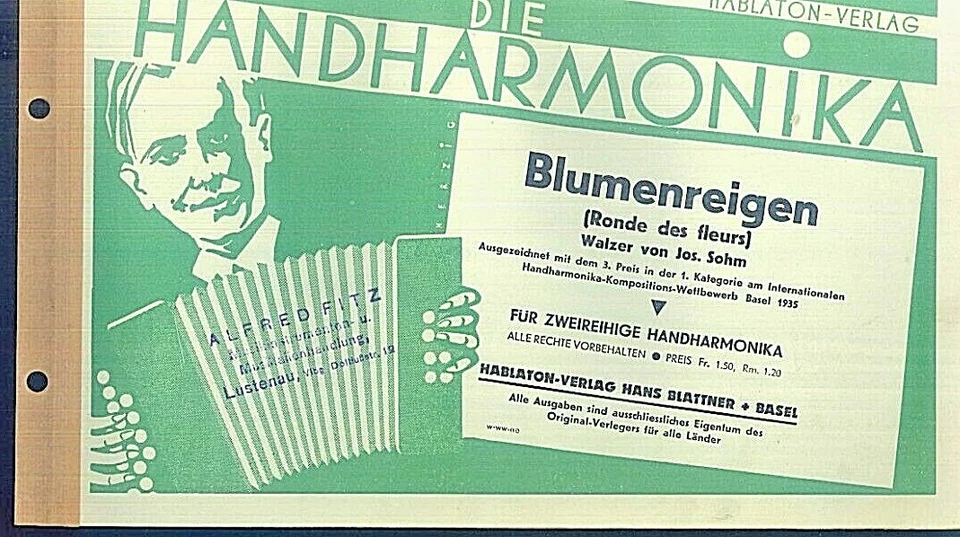 DIE
HABLATON-VERLAG
HANDHARMONIKA
HERZIG
Blumenreigen
(Ronde des fleurs)
Walzer von Jos. Sohm
Ausgezeichnet mit dem 3. Preis in der 1. Kategorie am Internationalen
Handharmonika-Kompositions-Wettbewerb Basel 1935
FÜR ZWEIREIHIGE HANDHARMONIKA
ALLE RECHTE VORBEHALTEN ● PREIS Fr. 1.50, Rm. 1.20
HABLATON-VERLAG HANS BLATTNER + BASEL
Alle Ausgaben sind ausschliessliches Eigentum des
Original-Verlegers für alle Länder
ALFRED FITZ
Musikinstrumenten- u.
Musikalienhandlung,
Lustenau,